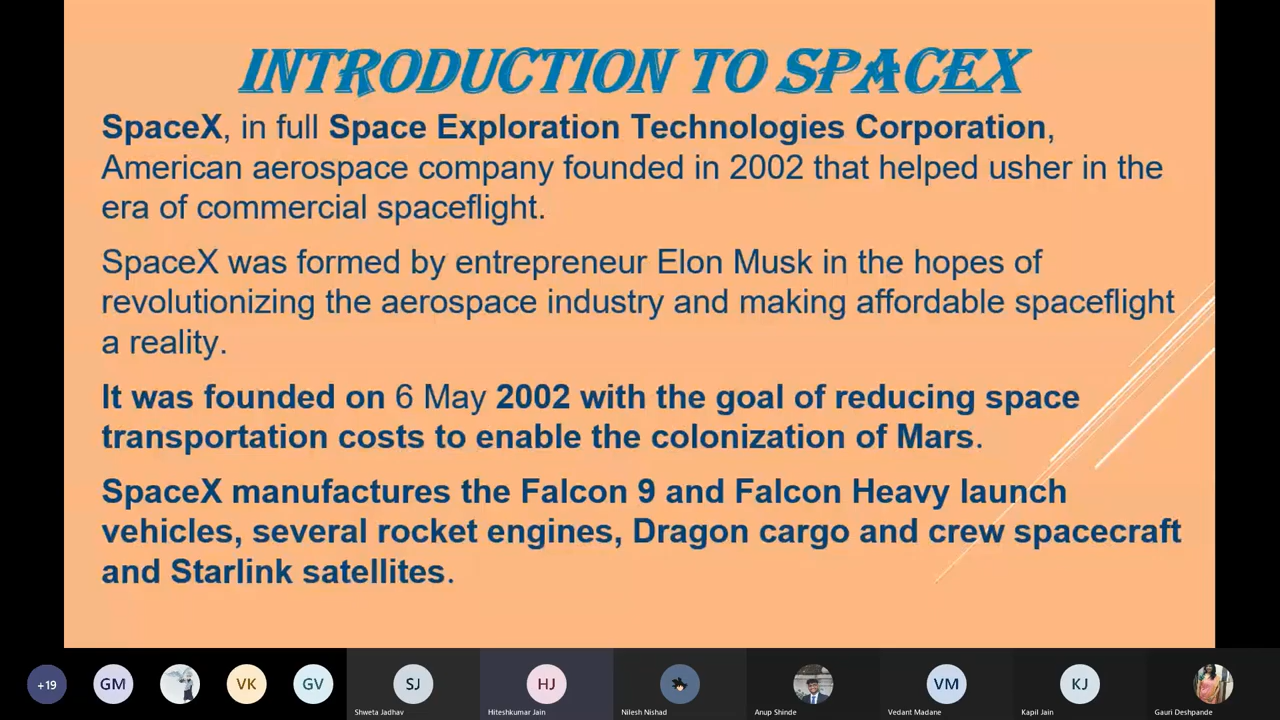 INTRODUCTION TO SPACEX
SpaceX, in full Space Exploration Technologies Corporation,
American aerospace company founded in 2002 that helped usher in the
era of commercial spaceflight.
SpaceX was formed by entrepreneur Elon Musk in the hopes of
revolutionizing the aerospace industry and making affordable spaceflight
a reality.
It was founded on 6 May 2002 with the goal of reducing space
transportation costs to enable the colonization of Mars.
SpaceX manufactures the Falcon 9 and Falcon Heavy launch
vehicles, several rocket engines, Dragon cargo and crew spacecraft
and Starlink satellites.
+19 GM VK GV SJ HJ VM KJ
Shweta Jadhav Hiteshkumar Jain Nilesh Nishad Anup Shinde Vedant Madane Kapil Jain Gauri Deshpande